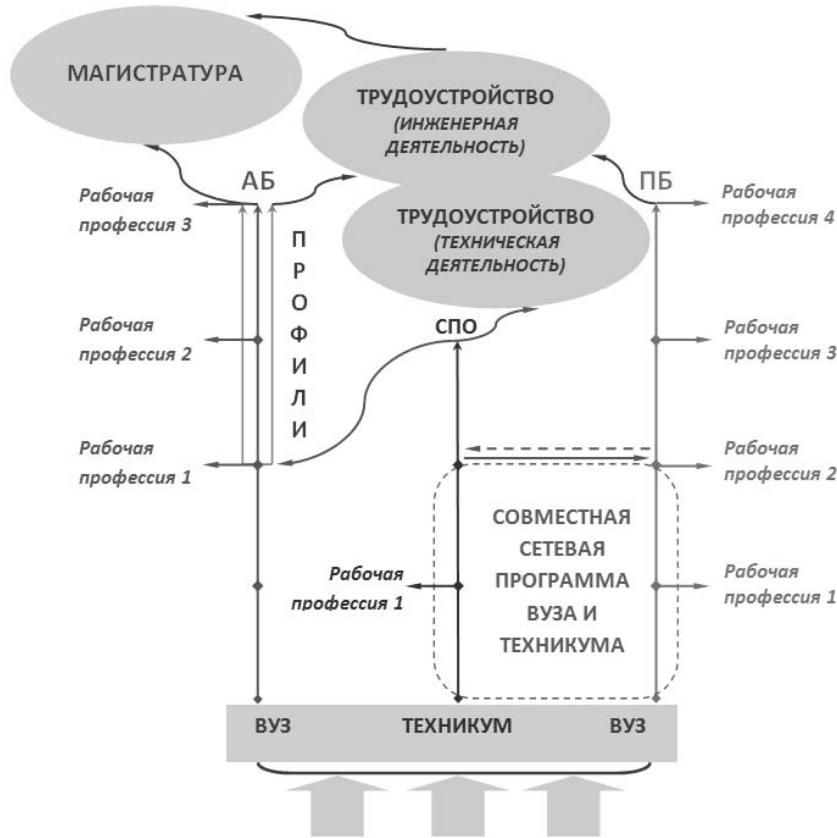 МАГИСТРАТУРА
ТРУДОУСТРОЙСТВО
(ИНЖЕНЕРНАЯ
ДЕЯТЕЛЬНОСТЬ)
АБ
ПБ
Рабочая
профессия 3
Рабочая
профессия 4
ТРУДОУСТРОЙСТВО
(ТЕХНИЧЕСКАЯ
ДЕЯТЕЛЬНОСТЬ)
П
Р
О
Ф
И
Л
И
СПО
Рабочая
профессия 2
Рабочая
профессия 3
Рабочая
профессия 1
Рабочая
профессия 2
СОВМЕСТНАЯ
СЕТЕВАЯ
ПРОГРАММА
ВУЗА И
ТЕХНИКУМА
Рабочая
профессия 1
Рабочая
профессия 1
ВУЗ
ТЕХНИКУМ
ВУЗ